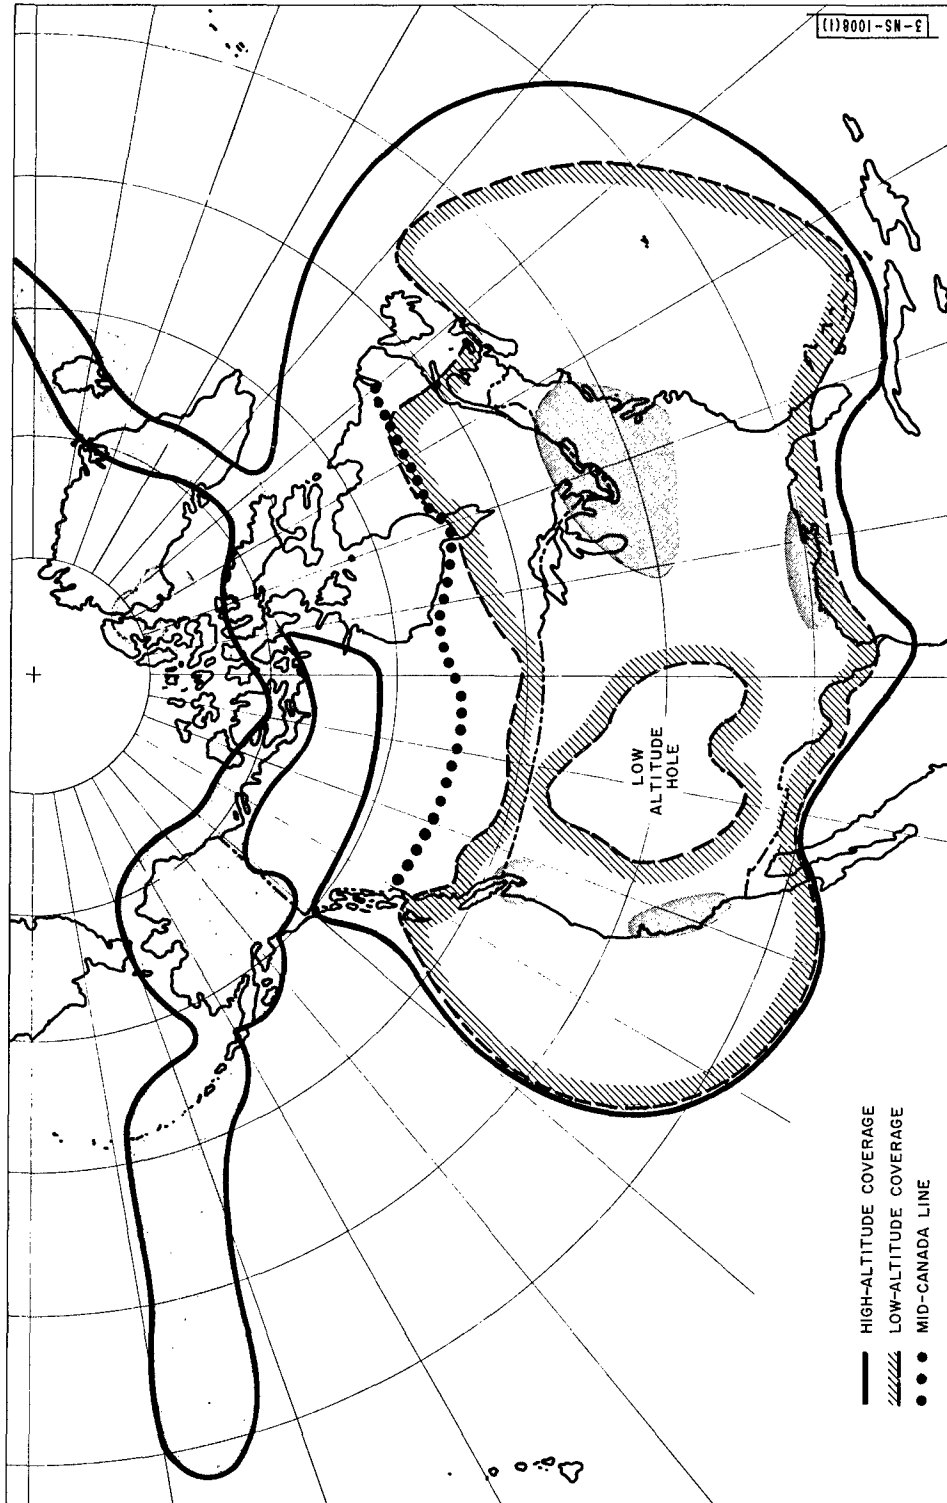 3-NS-1008(1)
LOW
ALTITUDE
HOLE
HIGH-ALTITUDE COVERAGE
LOW-ALTITUDE COVERAGE
MID-CANADA LINE